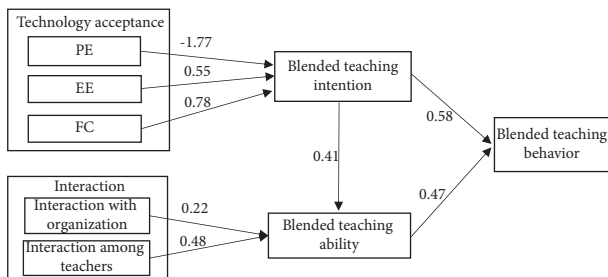 Technology acceptance
PE
EE
FC
-1.77
0.55
0.78
Blended teaching
intention
0.58
0.41
Blended teaching
behavior
0.47
Interaction
Interaction with
organization
Interaction among
teachers
0.22
0.48
Blended teaching
ability